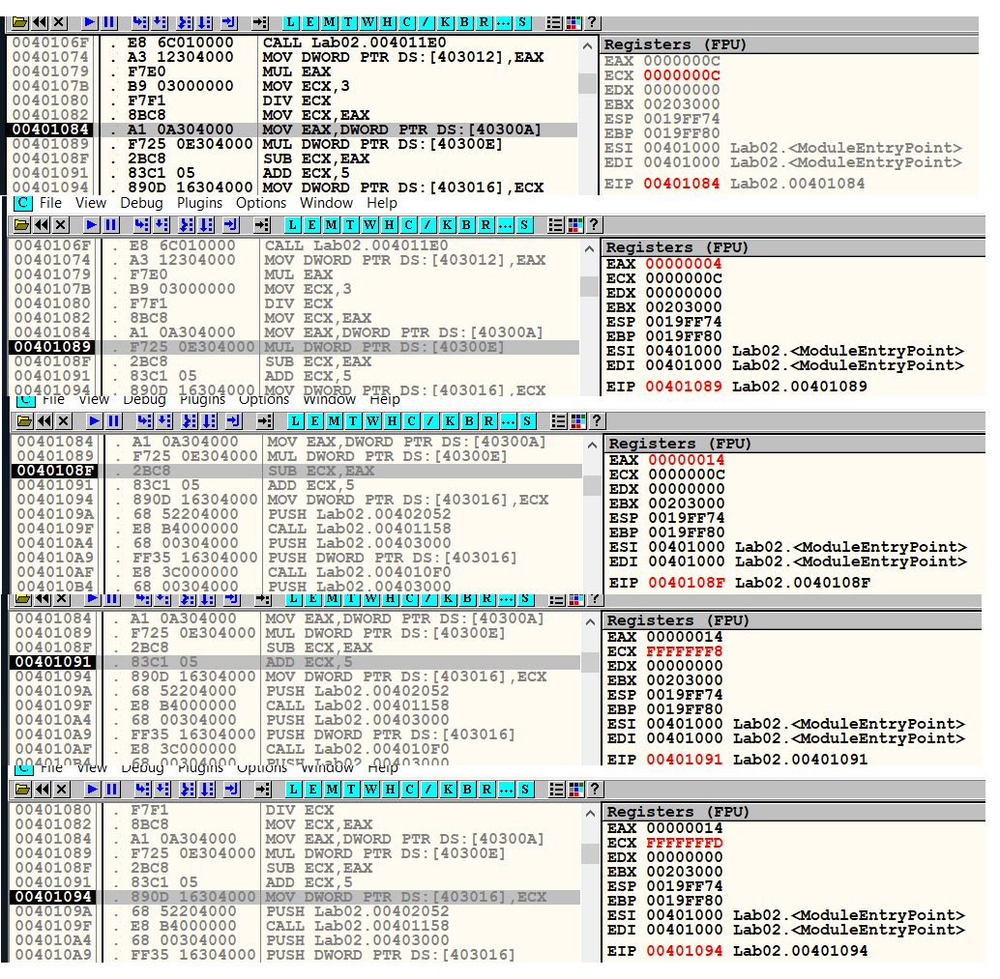 L E M T W H C / K B R ... S ?
0040106F . E8 6C010000 CALL Lab02.004011E0
00401074 . A3 12304000 MOV DWORD PTR DS:[403012],EAX
00401079 . F7E0 MUL EAX
0040107B . B9 03000000 MOV ECX,3
00401080 . F7F1 DIV ECX
00401082 . 8BC8 MOV ECX,EAX
00401084 . A1 0A304000 MOV EAX,DWORD PTR DS:[40300A]
00401089 . F725 0E304000 MUL DWORD PTR DS:[40300E]
0040108F . 2BC8 SUB ECX,EAX
00401091 . 83C1 05 ADD ECX,5
00401094 . 890D 16304000 MOV DWORD PTR DS:[403016],ECX
Registers (FPU)
EAX 0000000C
ECX 0000000C
EDX 00000000
EBX 00203000
ESP 0019FF74
EBP 0019FF80
ESI 00401000 Lab02.<ModuleEntryPoint>
EDI 00401000 Lab02.<ModuleEntryPoint>
EIP 00401084 Lab02.00401084
C File View Debug Plugins Options Window Help
L E M T W H C / K B R ... S ?
0040106F . E8 6C010000 CALL Lab02.004011E0
00401074 . A3 12304000 MOV DWORD PTR DS:[403012],EAX
00401079 . F7E0 MUL EAX
0040107B . B9 03000000 MOV ECX,3
00401080 . F7F1 DIV ECX
00401082 . 8BC8 MOV ECX,EAX
00401084 . A1 0A304000 MOV EAX,DWORD PTR DS:[40300A]
00401089 . F725 0E304000 MUL DWORD PTR DS:[40300E]
0040108F . 2BC8 SUB ECX,EAX
00401091 . 83C1 05 ADD ECX,5
00401094 . 890D 16304000 MOV DWORD PTR DS:[403016],ECX
Registers (FPU)
EAX 00000004
ECX 0000000C
EDX 00000000
EBX 00203000
ESP 0019FF74
EBP 0019FF80
ESI 00401000 Lab02.<ModuleEntryPoint>
EDI 00401000 Lab02.<ModuleEntryPoint>
EIP 00401089 Lab02.00401089
C File View Debug Plugins Options Window Help
L E M T W H C / K B R ... S ?
00401084 . A1 0A304000 MOV EAX,DWORD PTR DS:[40300A]
00401089 . F725 0E304000 MUL DWORD PTR DS:[40300E]
0040108F . 2BC8 SUB ECX,EAX
00401091 . 83C1 05 ADD ECX,5
00401094 . 890D 16304000 MOV DWORD PTR DS:[403016],ECX
0040109A . 68 52204000 PUSH Lab02.00402052
0040109F . E8 B4000000 CALL Lab02.00401158
004010A4 . 68 00304000 PUSH Lab02.00403000
004010A9 . FF35 16304000 PUSH DWORD PTR DS:[403016]
004010AF . E8 3C000000 CALL Lab02.004010F0
004010B4 . 68 00304000 PUSH Lab02.00403000
Registers (FPU)
EAX 00000014
ECX 0000000C
EDX 00000000
EBX 00203000
ESP 0019FF74
EBP 0019FF80
ESI 00401000 Lab02.<ModuleEntryPoint>
EDI 00401000 Lab02.<ModuleEntryPoint>
EIP 0040108F Lab02.0040108F
L E M T W H C / K B R ... S ?
00401084 . A1 0A304000 MOV EAX,DWORD PTR DS:[40300A]
00401089 . F725 0E304000 MUL DWORD PTR DS:[40300E]
0040108F . 2BC8 SUB ECX,EAX
00401091 . 83C1 05 ADD ECX,5
00401094 . 890D 16304000 MOV DWORD PTR DS:[403016],ECX
0040109A . 68 52204000 PUSH Lab02.00402052
0040109F . E8 B4000000 CALL Lab02.00401158
004010A4 . 68 00304000 PUSH Lab02.00403000
004010A9 . FF35 16304000 PUSH DWORD PTR DS:[403016]
004010AF . E8 3C000000 CALL Lab02.004010F0
004010B4 . 68 00304000 PUSH Lab02.00403000
Registers (FPU)
EAX 00000014
ECX FFFFFFF8
EDX 00000000
EBX 00203000
ESP 0019FF74
EBP 0019FF80
ESI 00401000 Lab02.<ModuleEntryPoint>
EDI 00401000 Lab02.<ModuleEntryPoint>
EIP 00401091 Lab02.00401091
C File View Debug Plugins Options Window Help
L E M T W H C / K B R ... S ?
00401080 . F7F1 DIV ECX
00401082 . 8BC8 MOV ECX,EAX
00401084 . A1 0A304000 MOV EAX,DWORD PTR DS:[40300A]
00401089 . F725 0E304000 MUL DWORD PTR DS:[40300E]
0040108F . 2BC8 SUB ECX,EAX
00401091 . 83C1 05 ADD ECX,5
00401094 . 890D 16304000 MOV DWORD PTR DS:[403016],ECX
0040109A . 68 52204000 PUSH Lab02.00402052
0040109F . E8 B4000000 CALL Lab02.00401158
004010A4 . 68 00304000 PUSH Lab02.00403000
004010A9 . FF35 16304000 PUSH DWORD PTR DS:[403016]
Registers (FPU)
EAX 00000014
ECX FFFFFFFD
EDX 00000000
EBX 00203000
ESP 0019FF74
EBP 0019FF80
ESI 00401000 Lab02.<ModuleEntryPoint>
EDI 00401000 Lab02.<ModuleEntryPoint>
EIP 00401094 Lab02.00401094